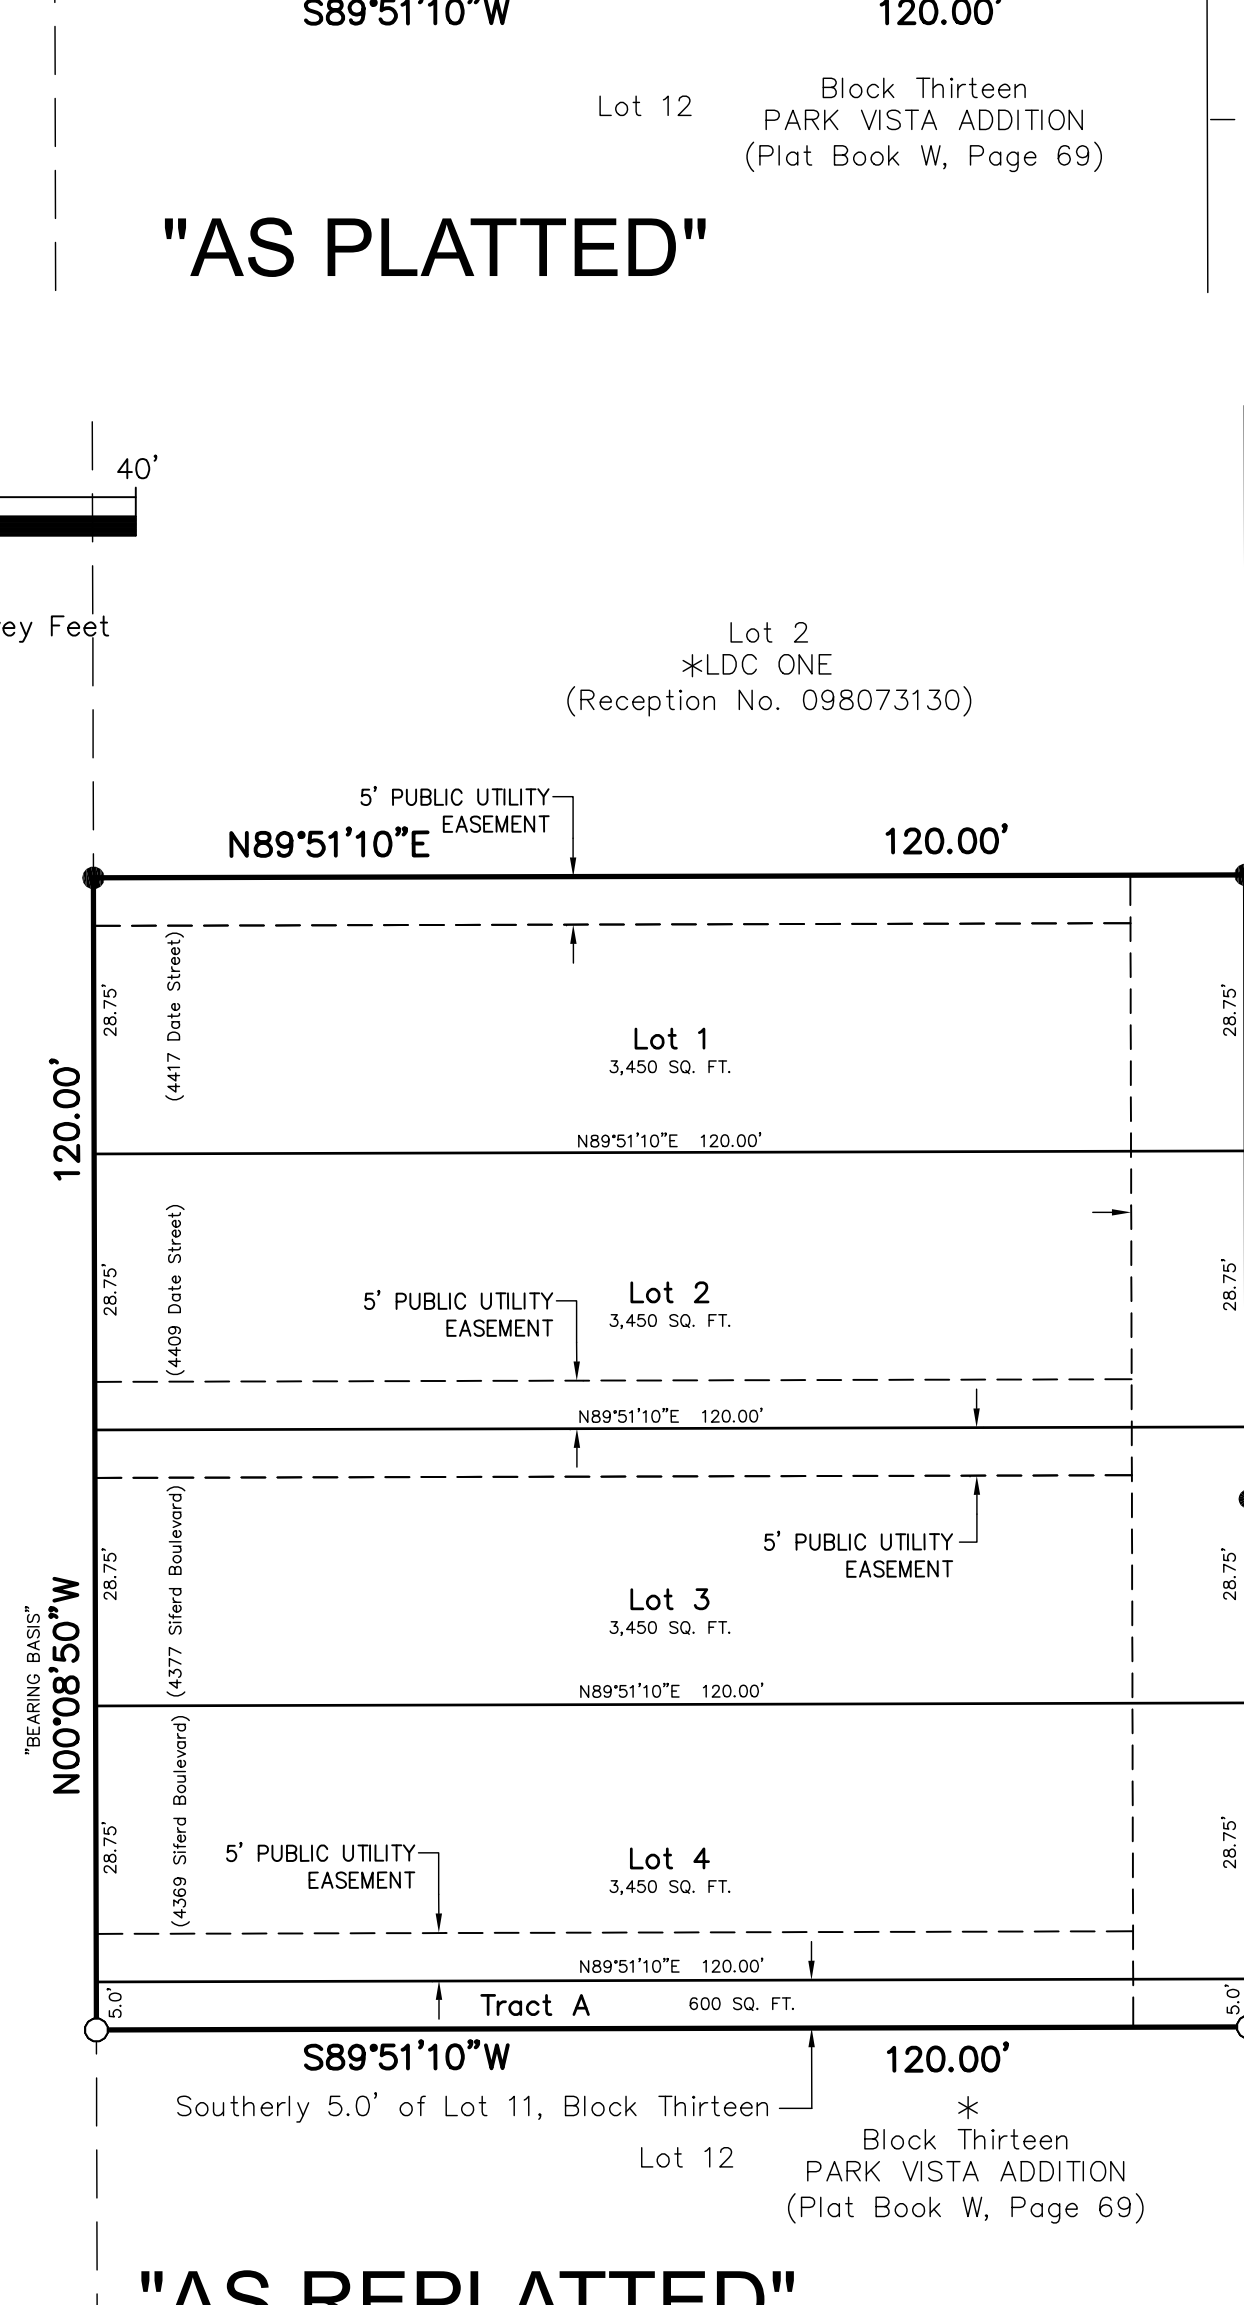 S89°51'10"W 120.00'
Block Thirteen
Lot 12 PARK VISTA ADDITION
(Plat Book W, Page 69)
"AS PLATTED"
40'
ey Feet
Lot 2
*LDC ONE
(Reception No. 098073130)
5' PUBLIC UTILITY
EASEMENT
N89°51'10"E 120.00'
28.75'
(4417 Date Street)
28.75'
Lot 1
3,450 SQ. FT.
120.00'
N89°51'10"E 120.00'
28.75'
(4409 Date Street)
28.75'
Lot 2
3,450 SQ. FT.
5' PUBLIC UTILITY
EASEMENT
N89°51'10"E 120.00'
28.75'
(4377 Siferd Boulevard)
28.75'
5' PUBLIC UTILITY
EASEMENT
Lot 3
3,450 SQ. FT.
"BEARING BASIS"
N00°08'50"W
N89°51'10"E 120.00'
28.75'
(4369 Siferd Boulevard)
28.75'
5' PUBLIC UTILITY
EASEMENT
Lot 4
3,450 SQ. FT.
N89°51'10"E 120.00'
5.0'
Tract A 600 SQ. FT.
5.0'
S89°51'10"W 120.00'
Southerly 5.0' of Lot 11, Block Thirteen
*
Block Thirteen
Lot 12 PARK VISTA ADDITION
(Plat Book W, Page 69)
"AS REPLATTED"